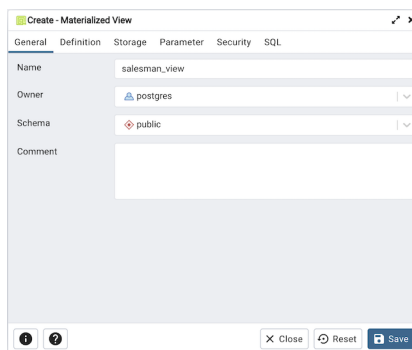 Create - Materialized View
General Definition Storage Parameter Security SQL
Name salesman_view
Owner postgres
Schema public
Comment
Close Reset Save